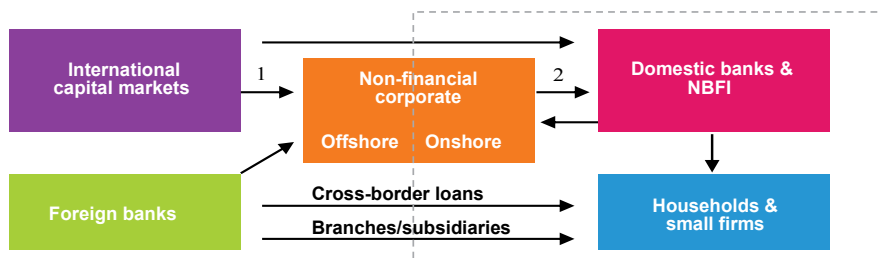 International
capital markets
1
Non-financial
corporate
Offshore Onshore
2
Domestic banks &
NBFI
Foreign banks
Cross-border loans
Branches/subsidiaries
Households &
small firms